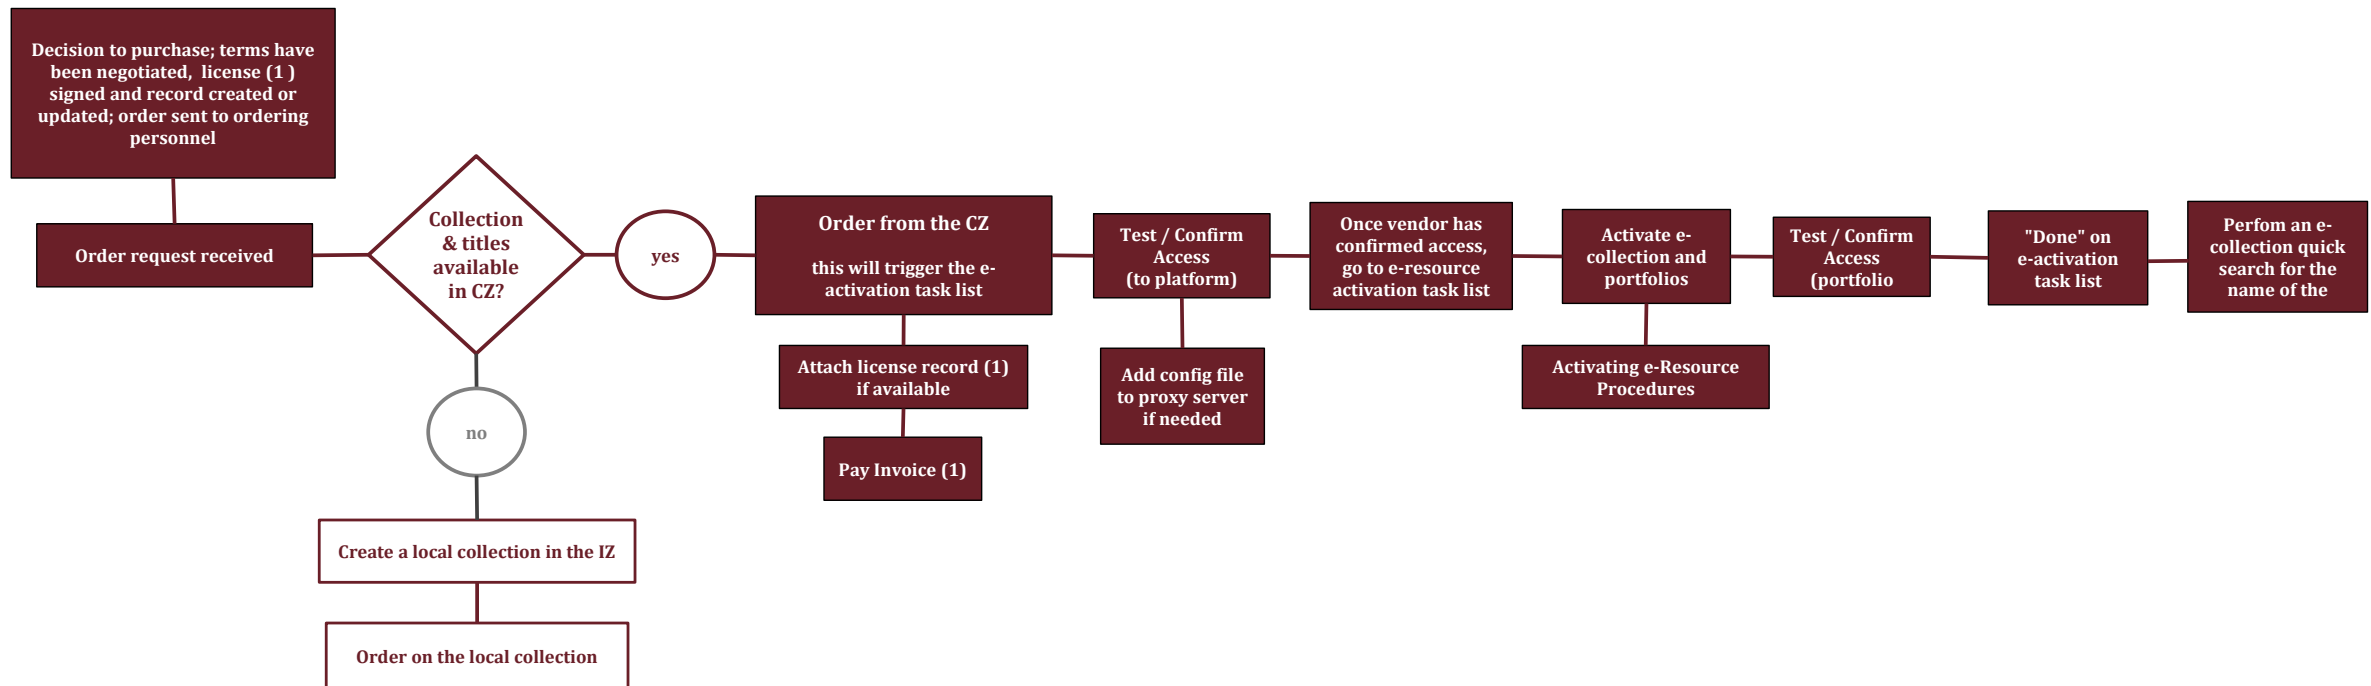 Decision to purchase; terms have
been negotiated, license (1 )
signed and record created or
updated; order sent to ordering
personnel
Order request received
Collection
& titles
available
in CZ?
yes
Order from the CZ
this will trigger the e-
activation task list
Attach license record (1)
if available
Pay Invoice (1)
Test / Confirm
Access
(to platform)
Add config file
to proxy server
if needed
Once vendor has
confirmed access,
go to e-resource
activation task list
Activate e-
collection and
portfolios
Activating e-Resource
Procedures
Test / Confirm
Access
(portfolio
"Done" on
e-activation
task list
Perfom an e-
collection quick
search for the
name of the
no
Create a local collection in the IZ
Order on the local collection